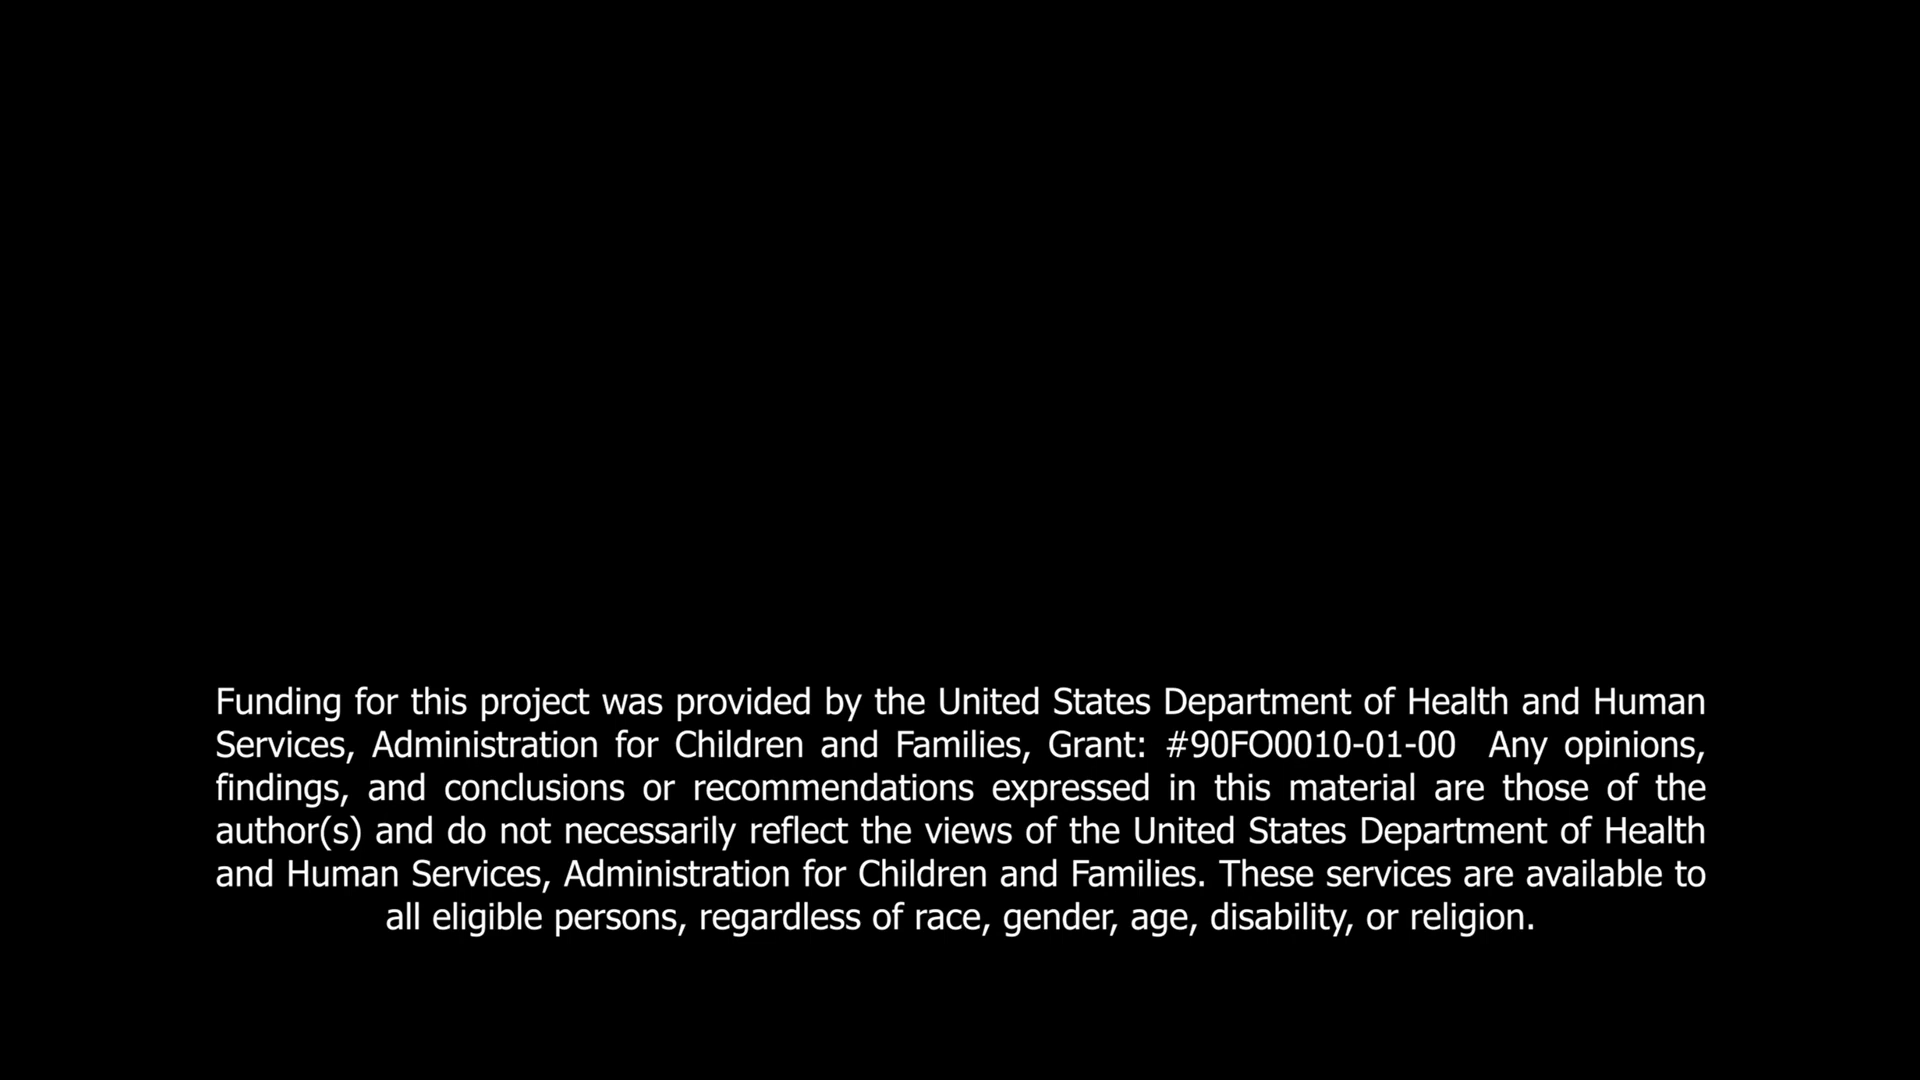 Funding for this project was provided by the United States Department of Health and Human
Services, Administration for Children and Families, Grant: #90FO0010-01-00  Any opinions,
findings, and conclusions or recommendations expressed in this material are those of the
author(s) and do not necessarily reflect the views of the United States Department of Health
and Human Services, Administration for Children and Families. These services are available to
all eligible persons, regardless of race, gender, age, disability, or religion.